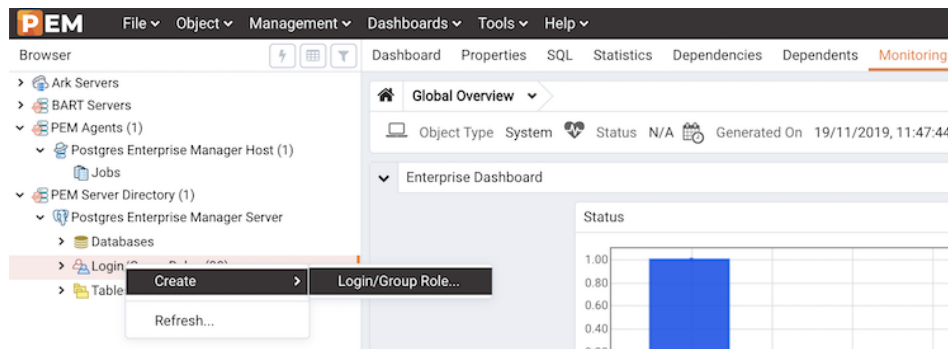 PEM File Object Management Dashboards Tools Help
Browser
Dashboard Properties SQL Statistics Dependencies Dependents Monitoring
Ark Servers
BART Servers
PEM Agents (1)
Postgres Enterprise Manager Host (1)
Jobs
PEM Server Directory (1)
Postgres Enterprise Manager Server
Databases
Login/Group
Table
Create
Login/Group Role...
Refresh...
Global Overview
Object Type System Status N/A Generated On 19/11/2019, 11:47:44
Enterprise Dashboard
Status
1.00
0.80
0.60
0.40